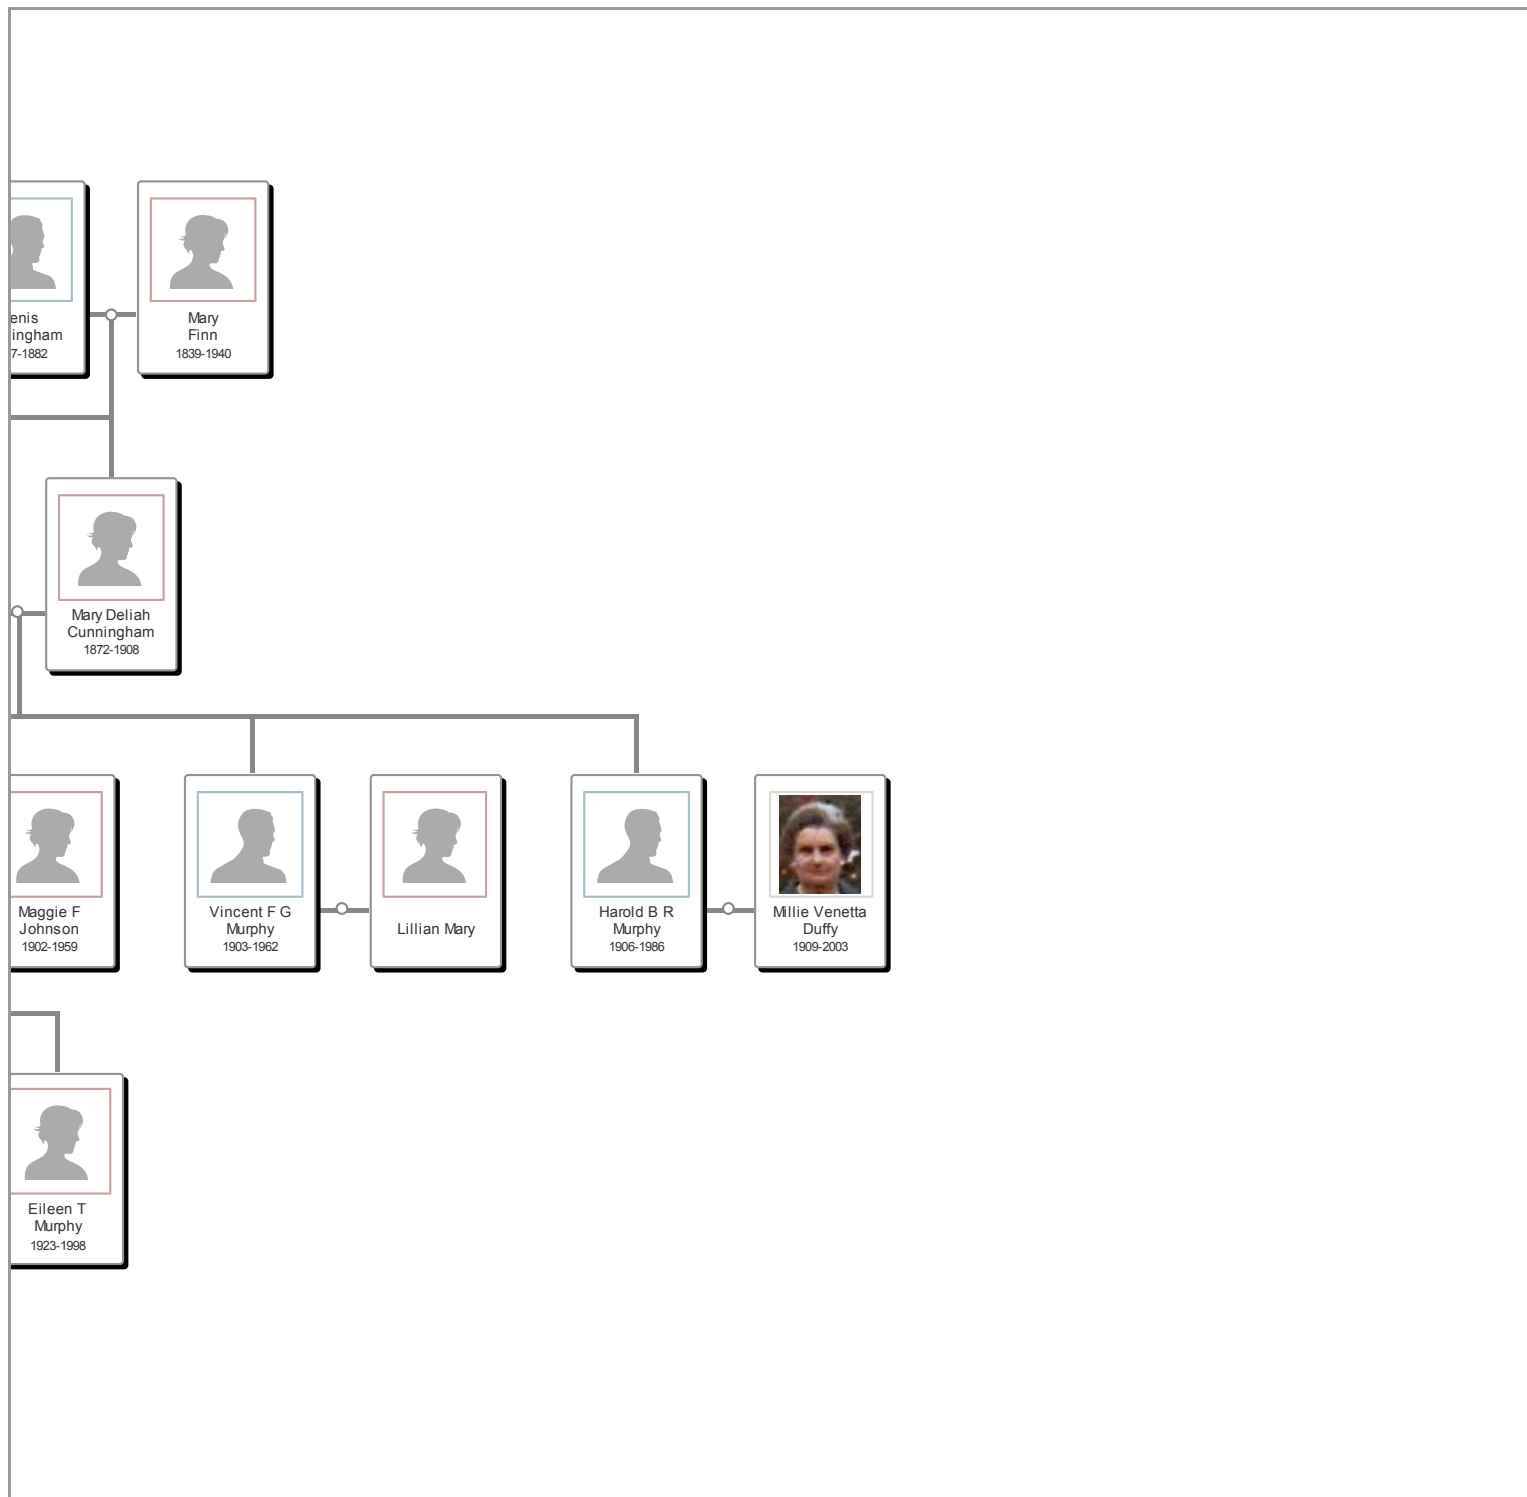 enis
ingham
7-1882
Mary
Finn
1839-1940
Mary Deliah
Cunningham
1872-1908
Maggie F
Johnson
1902-1959
Vincent F G
Murphy
1903-1962
Lillian Mary
Harold B R
Murphy
1906-1986
Millie Venetta
Duffy
1909-2003
Eileen T
Murphy
1923-1998